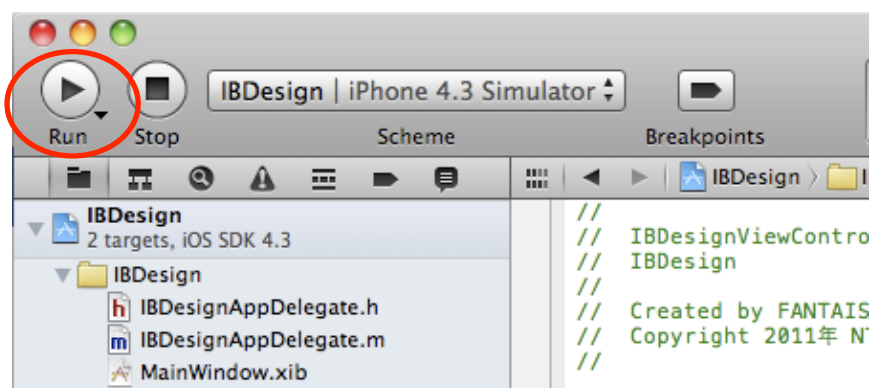 IBDesign | iPhone 4.3 Simulator
Run Stop Scheme Breakpoints
IBDesign
IBDesign
2 targets, iOS SDK 4.3
IBDesign
IBDesignAppDelegate.h
IBDesignAppDelegate.m
MainWindow.xib
//
// IBDesignViewContro
// IBDesign
//
// Created by FANTAIS
// Copyright 2011年 N
//